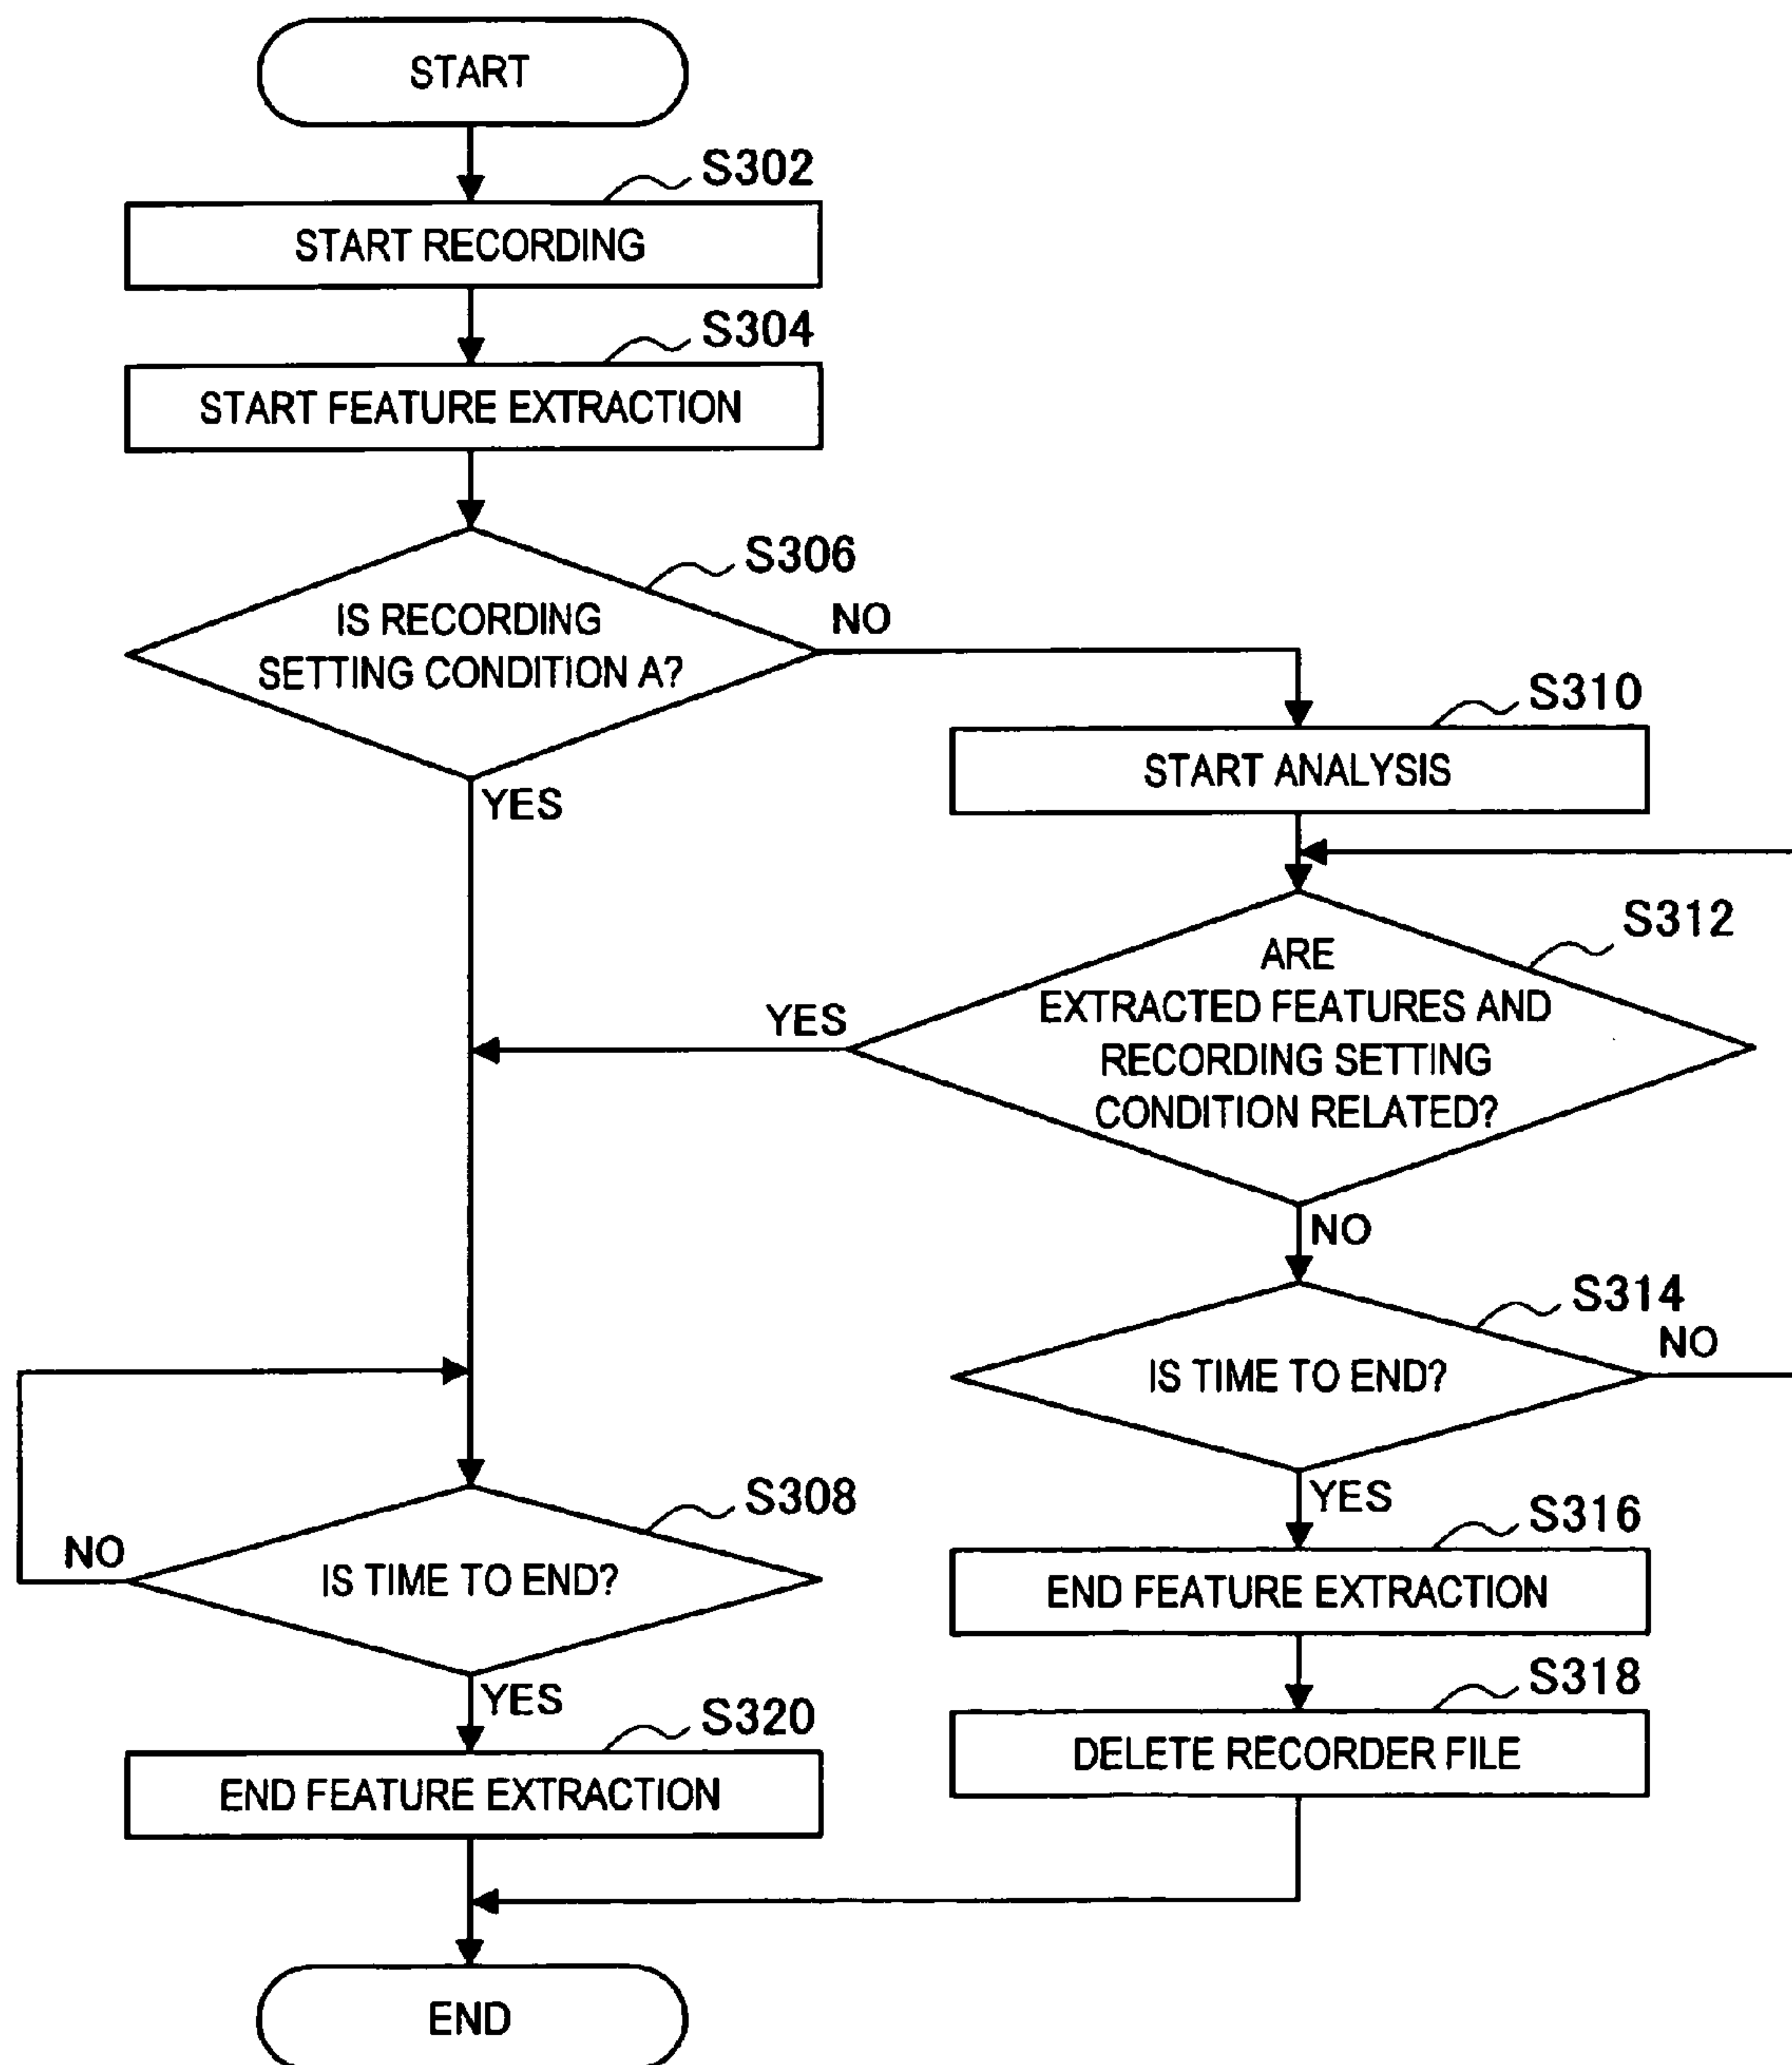 START
S302
START RECORDING
S304
START FEATURE EXTRACTION
S306
IS RECORDING
SETTING CONDITION A?
NO
YES
S310
START ANALYSIS
S312
ARE
EXTRACTED FEATURES AND
RECORDING SETTING
CONDITION RELATED?
YES
NO
S314
IS TIME TO END?
NO
YES
S308
IS TIME TO END?
NO
YES
S316
END FEATURE EXTRACTION
S318
DELETE RECORDER FILE
S320
END FEATURE EXTRACTION
END